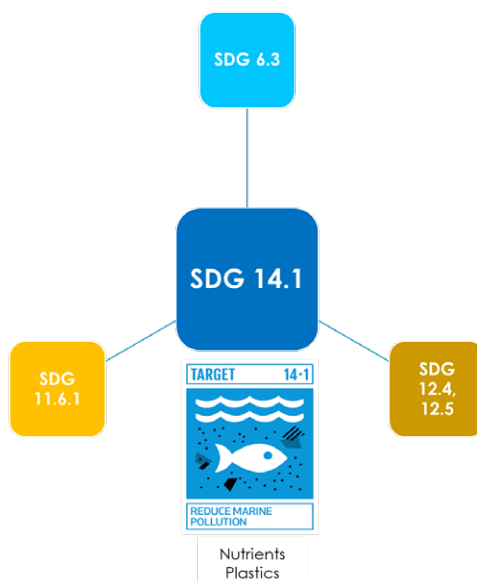 SDG 6.3
SDG 14.1
SDG
11.6.1
SDG
12.4,
12.5
TARGET 14·1
REDUCE MARINE
POLLUTION
Nutrients
Plastics